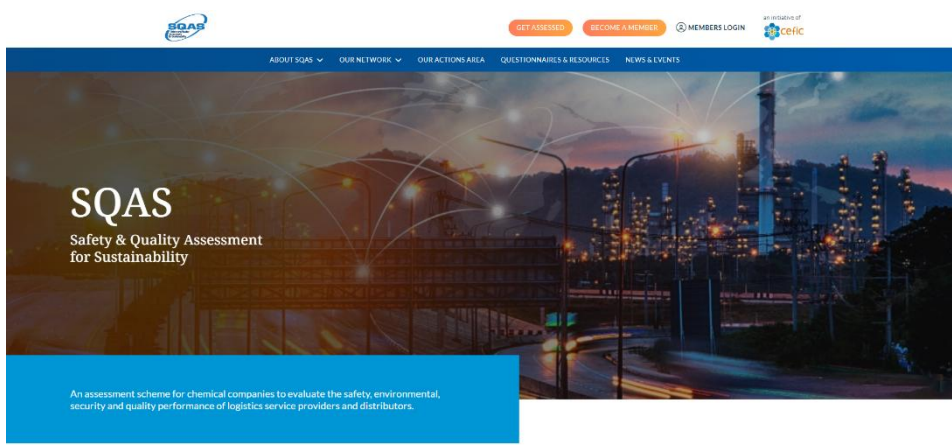 SQAS
GET ASSESSED
BECOME A MEMBER
MEMBERS LOGIN
an initiative of
cefic
ABOUT SQAS
OUR NETWORK
OUR ACTIONS AREA
QUESTIONNAIRES & RESOURCES
NEWS & EVENTS
SQAS
Safety & Quality Assessment
for Sustainability
An assessment scheme for chemical companies to evaluate the safety, environmental,
security and quality performance of logistics service providers and distributors.